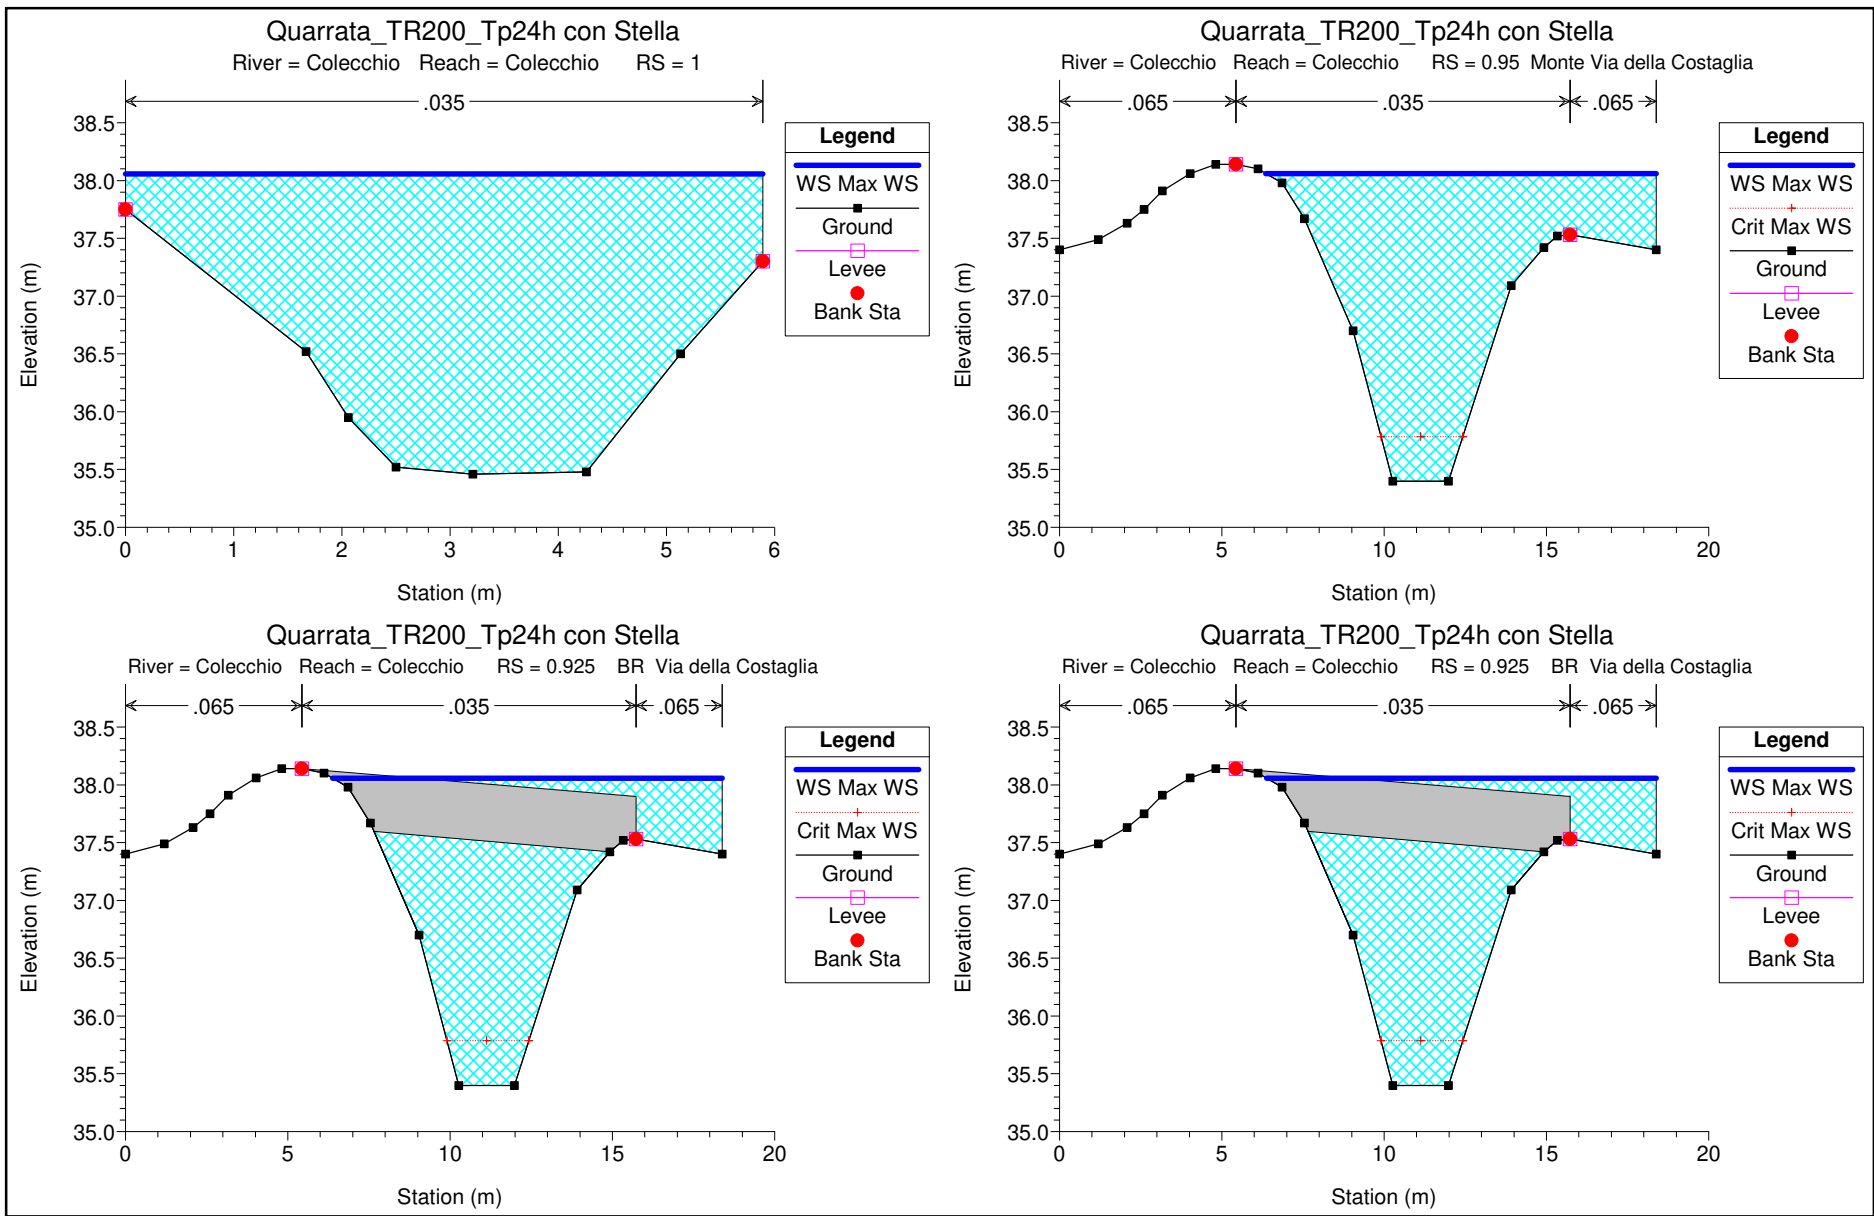 Quarrata_TR200_Tp24h con Stella
River = Colecchio Reach = Colecchio RS = 1
.035
38.5
38.0
37.5
37.0
36.5
36.0
35.5
35.0
Elevation (m)
0 1 2 3 4 5 6
Station (m)
Legend
WS Max WS
Ground
Levee
Bank Sta
Quarrata_TR200_Tp24h con Stella
River = Colecchio Reach = Colecchio RS = 0.95 Monte Via della Costaglia
.065 .035 .065
38.5
38.0
37.5
37.0
36.5
36.0
35.5
35.0
Elevation (m)
0 5 10 15 20
Station (m)
Legend
WS Max WS
Crit Max WS
Ground
Levee
Bank Sta
Quarrata_TR200_Tp24h con Stella
River = Colecchio Reach = Colecchio RS = 0.925 BR Via della Costaglia
.065 .035 .065
38.5
38.0
37.5
37.0
36.5
36.0
35.5
35.0
Elevation (m)
0 5 10 15 20
Station (m)
Legend
WS Max WS
Crit Max WS
Ground
Levee
Bank Sta
Quarrata_TR200_Tp24h con Stella
River = Colecchio Reach = Colecchio RS = 0.925 BR Via della Costaglia
.065 .035 .065
38.5
38.0
37.5
37.0
36.5
36.0
35.5
35.0
Elevation (m)
0 5 10 15 20
Station (m)
Legend
WS Max WS
Crit Max WS
Ground
Levee
Bank Sta